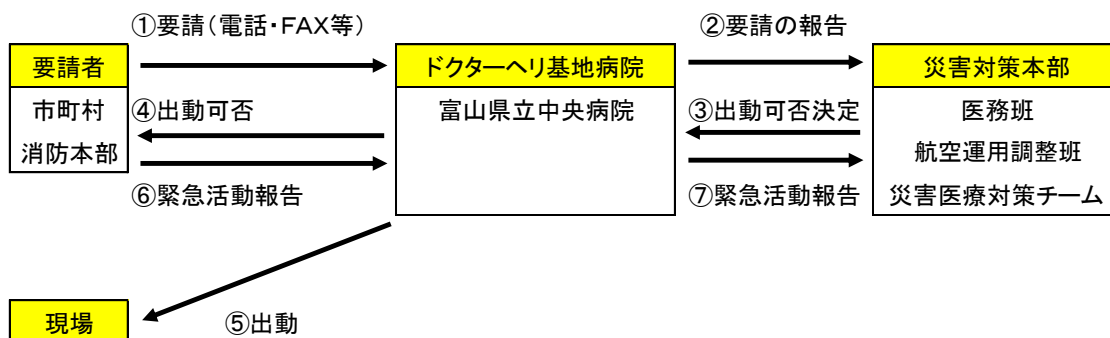 ①要請(電話・FAX等)
②要請の報告
要請者
ドクターヘリ基地病院
災害対策本部
市町村
④出動可否
富山県立中央病院
③出動可否決定
医務班
消防本部
航空運用調整班
⑥緊急活動報告
⑦緊急活動報告
災害医療対策チーム
現場
⑤出動